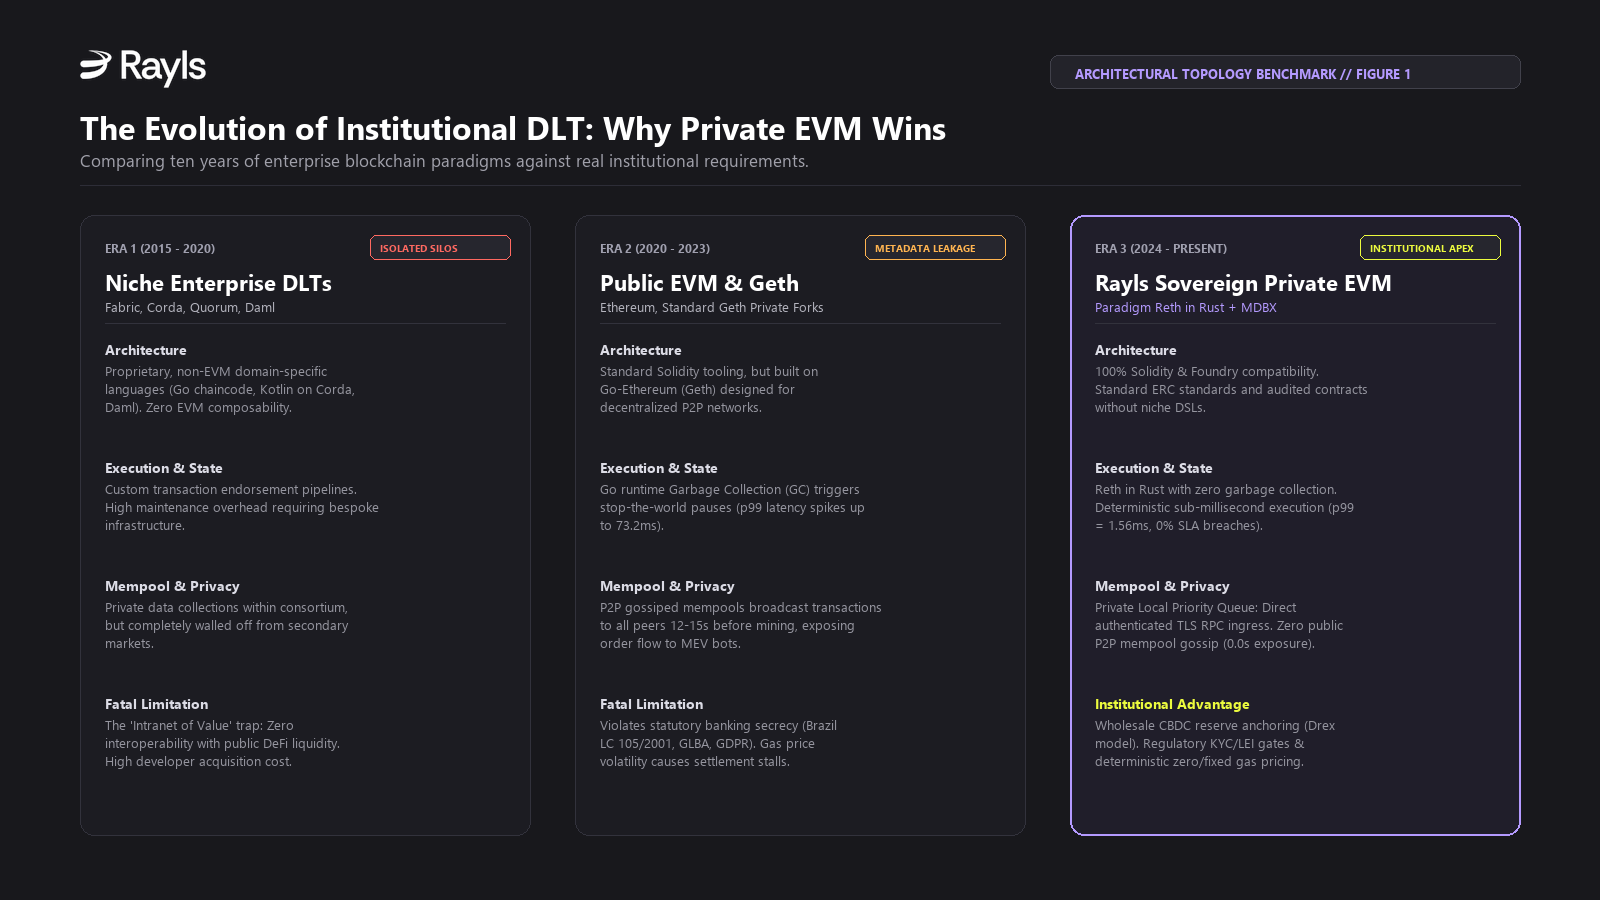 Rayls
ARCHITECTURAL TOPOLOGY BENCHMARK // FIGURE 1
The Evolution of Institutional DLT: Why Private EVM Wins
Comparing ten years of enterprise blockchain paradigms against real institutional requirements.
ERA 1 (2015 - 2020)
ISOLATED SILOS
Niche Enterprise DLTs
Fabric, Corda, Quorum, Daml
Architecture
Proprietary, non-EVM domain-specific
languages (Go chaincode, Kotlin on Corda,
Daml). Zero EVM composability.
Execution & State
Custom transaction endorsement pipelines.
High maintenance overhead requiring bespoke
infrastructure.
Mempool & Privacy
Private data collections within consortium,
but completely walled off from secondary
markets.
Fatal Limitation
The 'Intranet of Value' trap: Zero
interoperability with public DeFi liquidity.
High developer acquisition cost.
ERA 2 (2020 - 2023)
METADATA LEAKAGE
Public EVM & Geth
Ethereum, Standard Geth Private Forks
Architecture
Standard Solidity tooling, but built on
Go-Ethereum (Geth) designed for
decentralized P2P networks.
Execution & State
Go runtime Garbage Collection (GC) triggers
stop-the-world pauses (p99 latency spikes up
to 73.2ms).
Mempool & Privacy
P2P gossiped mempools broadcast transactions
to all peers 12-15s before mining, exposing
order flow to MEV bots.
Fatal Limitation
Violates statutory banking secrecy (Brazil
LC 105/2001, GLBA, GDPR). Gas price
volatility causes settlement stalls.
ERA 3 (2024 - PRESENT)
INSTITUTIONAL APEX
Rayls Sovereign Private EVM
Paradigm Reth in Rust + MDBX
Architecture
100% Solidity & Foundry compatibility.
Standard ERC standards and audited contracts
without niche DSLs.
Execution & State
Reth in Rust with zero garbage collection.
Deterministic sub-millisecond execution (p99
= 1.56ms, 0% SLA breaches).
Mempool & Privacy
Private Local Priority Queue: Direct
authenticated TLS RPC ingress. Zero public
P2P mempool gossip (0.0s exposure).
Institutional Advantage
Wholesale CBDC reserve anchoring (Drex
model). Regulatory KYC/LEI gates &
deterministic zero/fixed gas pricing.